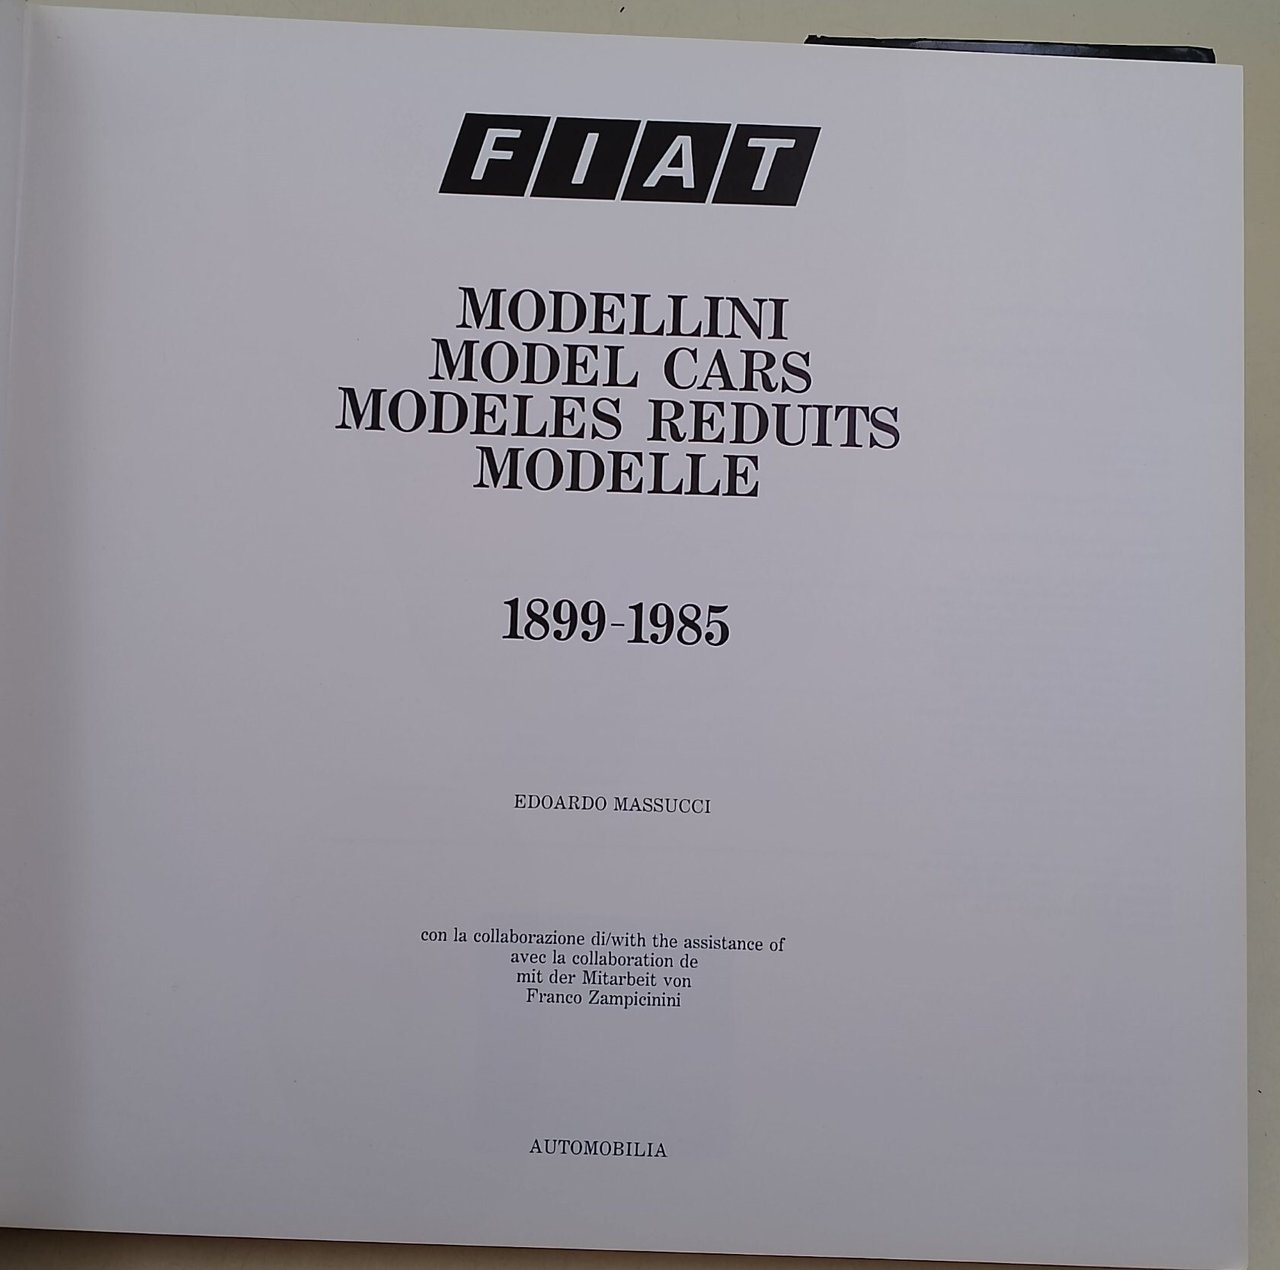 FIAT
MODELLINI
MODEL CARS
MODELES REDUITS
MODELLE
1899-1985
EDOARDO MASSUCCI
con la collaborazione di/with the assistance of
avec la collaboration de
mit der Mitarbeit von
Franco Zampicinini
AUTOMOBILIA